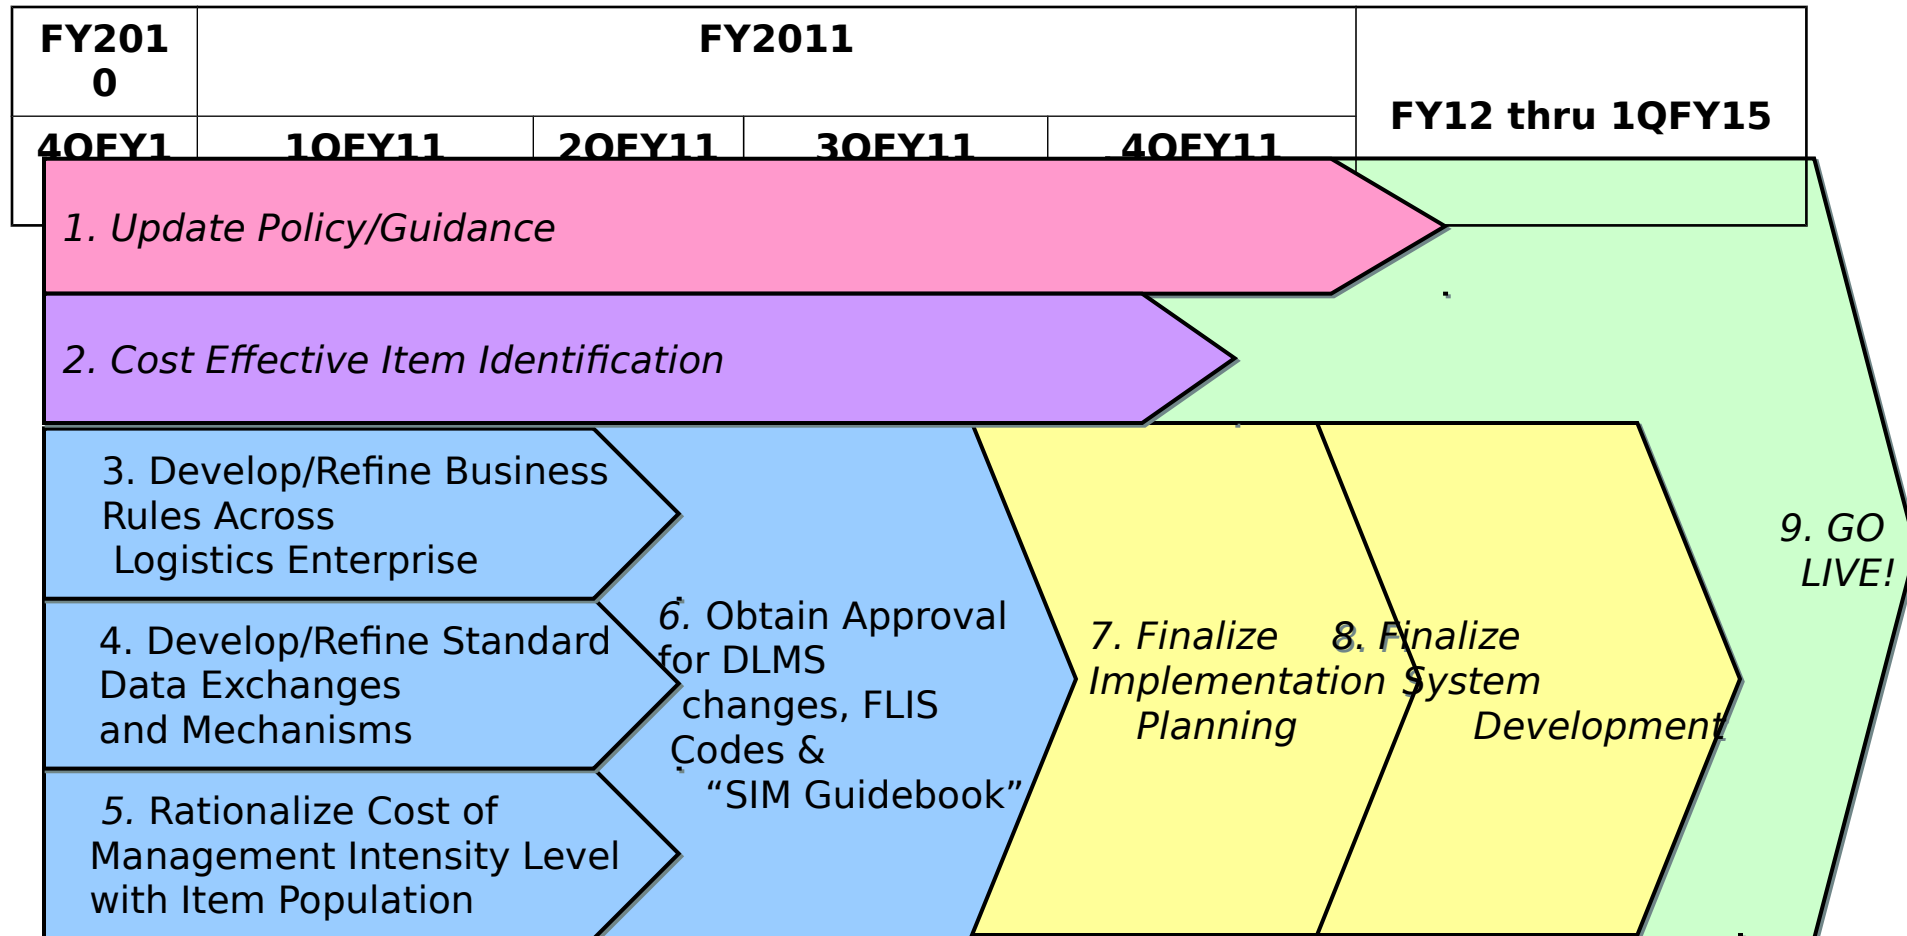 FY201
0
FY2011
FY12 thru 1QFY15
4QFY1
1QFY11
2QFY11
3QFY11
4QFY11
1. Update Policy/Guidance
2. Cost Effective Item Identification
3. Develop/Refine Business
Rules Across
Logistics Enterprise
4. Develop/Refine Standard
Data Exchanges
and Mechanisms
5. Rationalize Cost of
Management Intensity Level
with Item Population
6. Obtain Approval
for DLMS
changes, FLIS
Codes &
“SIM Guidebook”
7. Finalize
Implementation
Planning
8. Finalize
System
Development
9. GO
LIVE!